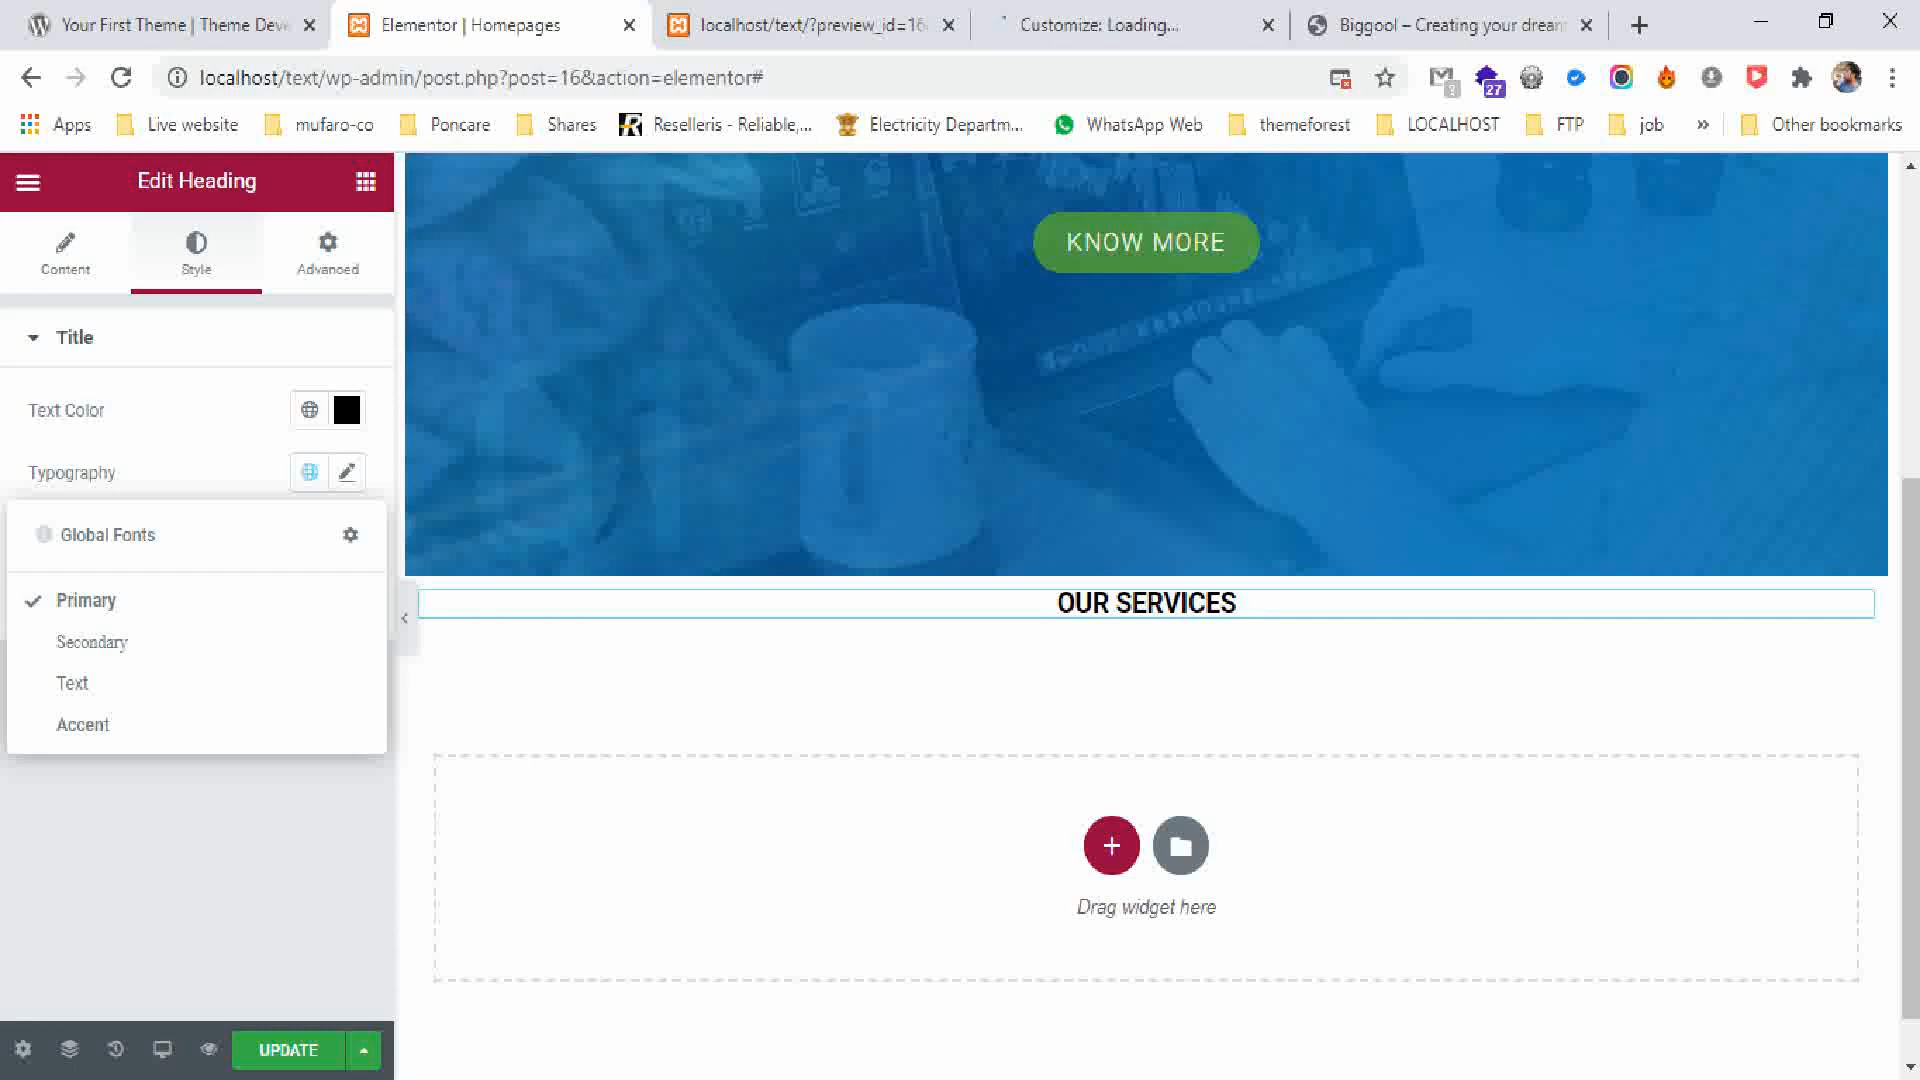 Your First Theme | Theme Deve
Elementor | Homepages
localhost/text/?preview_id=16
Customize: Loading...
Biggool – Creating your dream
localhost/text/wp-admin/post.php?post=16&action=elementor#
27
Apps
Live website
mufaro-co
Poncare
Shares
Reselleris - Reliable,...
Electricity Departm...
WhatsApp Web
themeforest
LOCALHOST
FTP
job
»
Other bookmarks
Edit Heading
Content
Style
Advanced
Title
Text Color
Typography
Global Fonts
Primary
Secondary
Text
Accent
UPDATE
KNOW MORE
OUR SERVICES
Drag widget here